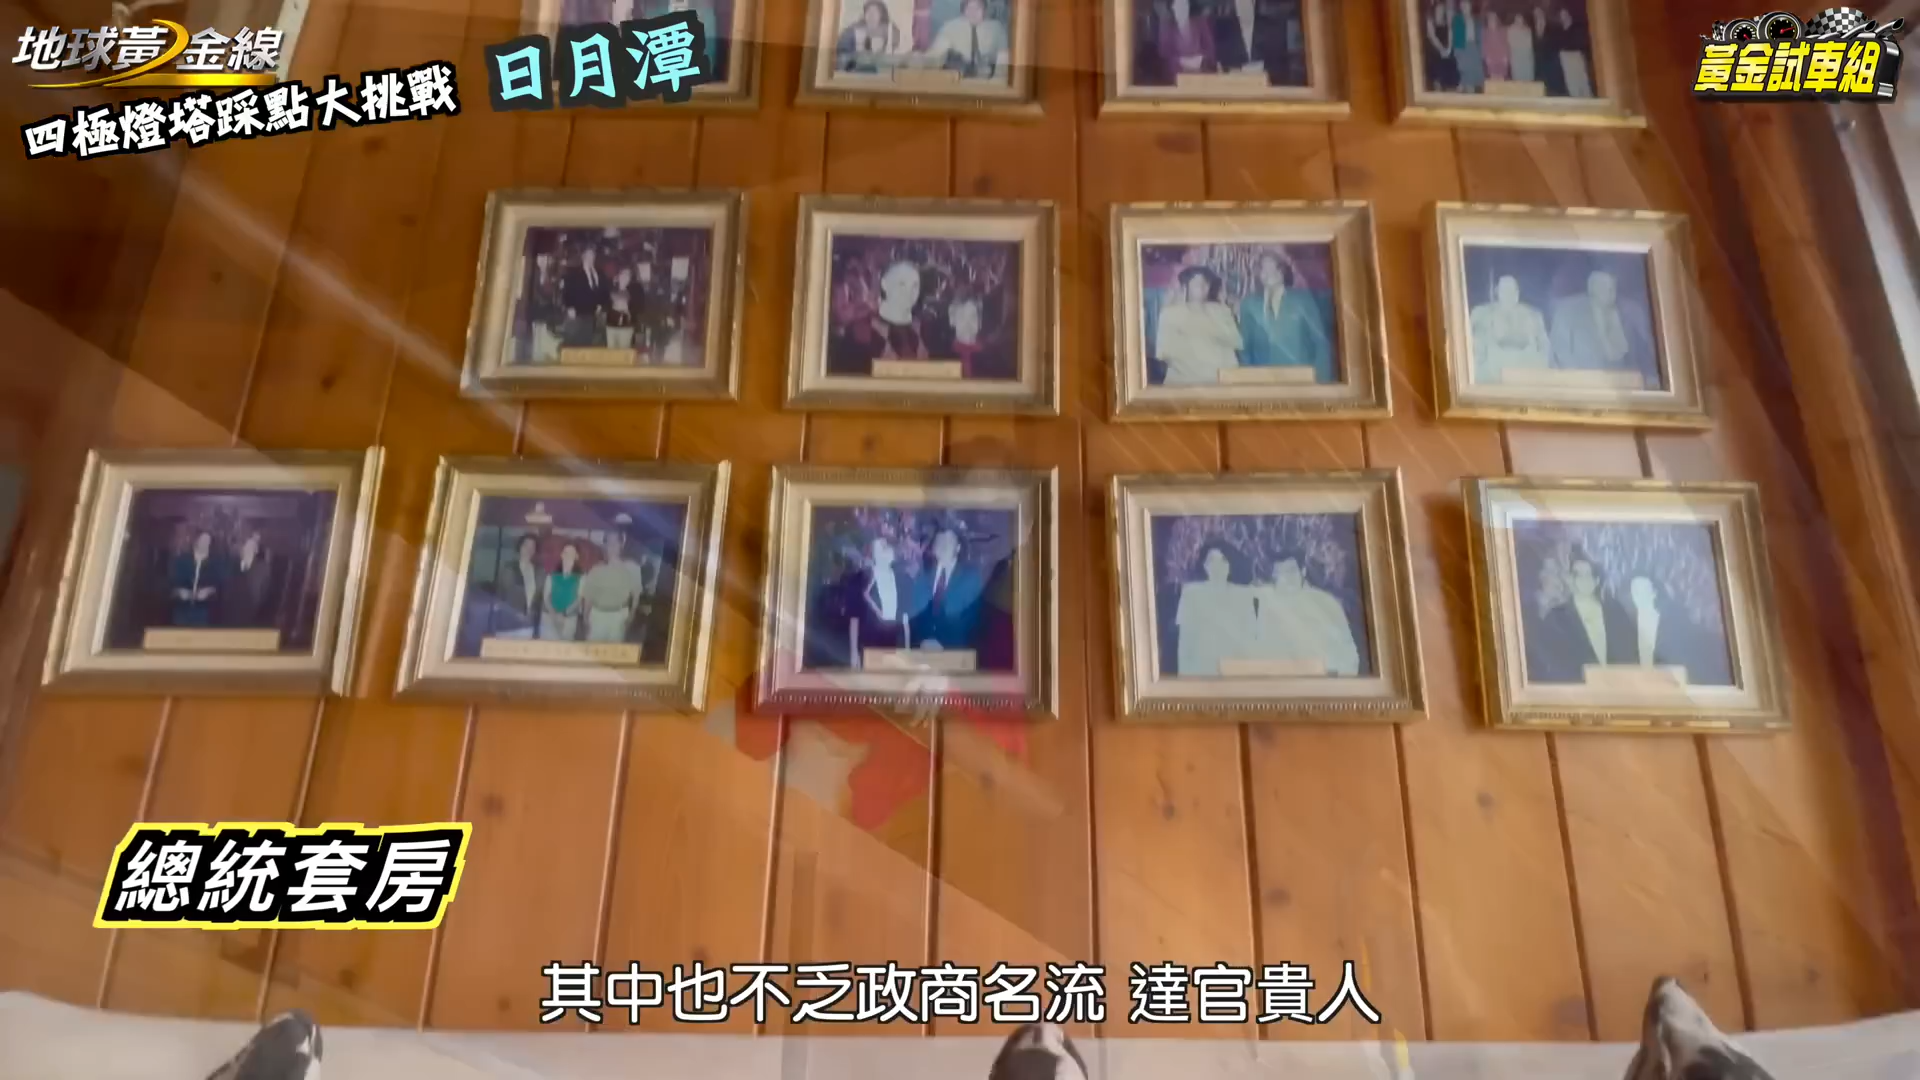 地球黃金線
四極燈塔踩點大挑戰
日月潭
黃金試車組
總統套房
其中也不乏政商名流 達官貴人